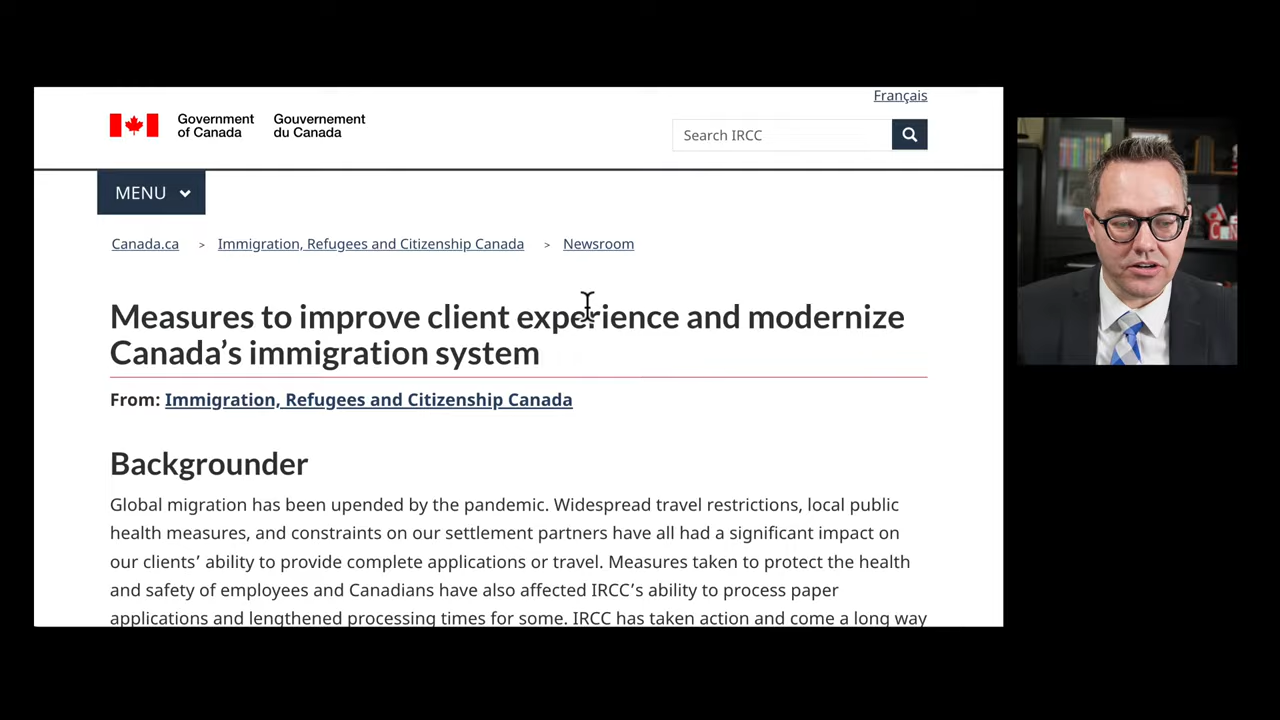 Français
Government
of Canada
Gouvernement
du Canada
Search IRCC
MENU
Canada.ca > Immigration, Refugees and Citizenship Canada > Newsroom
Measures to improve client experience and modernize
Canada’s immigration system
From: Immigration, Refugees and Citizenship Canada
Backgrounder
Global migration has been upended by the pandemic. Widespread travel restrictions, local public
health measures, and constraints on our settlement partners have all had a significant impact on
our clients’ ability to provide complete applications or travel. Measures taken to protect the health
and safety of employees and Canadians have also affected IRCC’s ability to process paper
applications and lengthened processing times for some. IRCC has taken action and come a long way